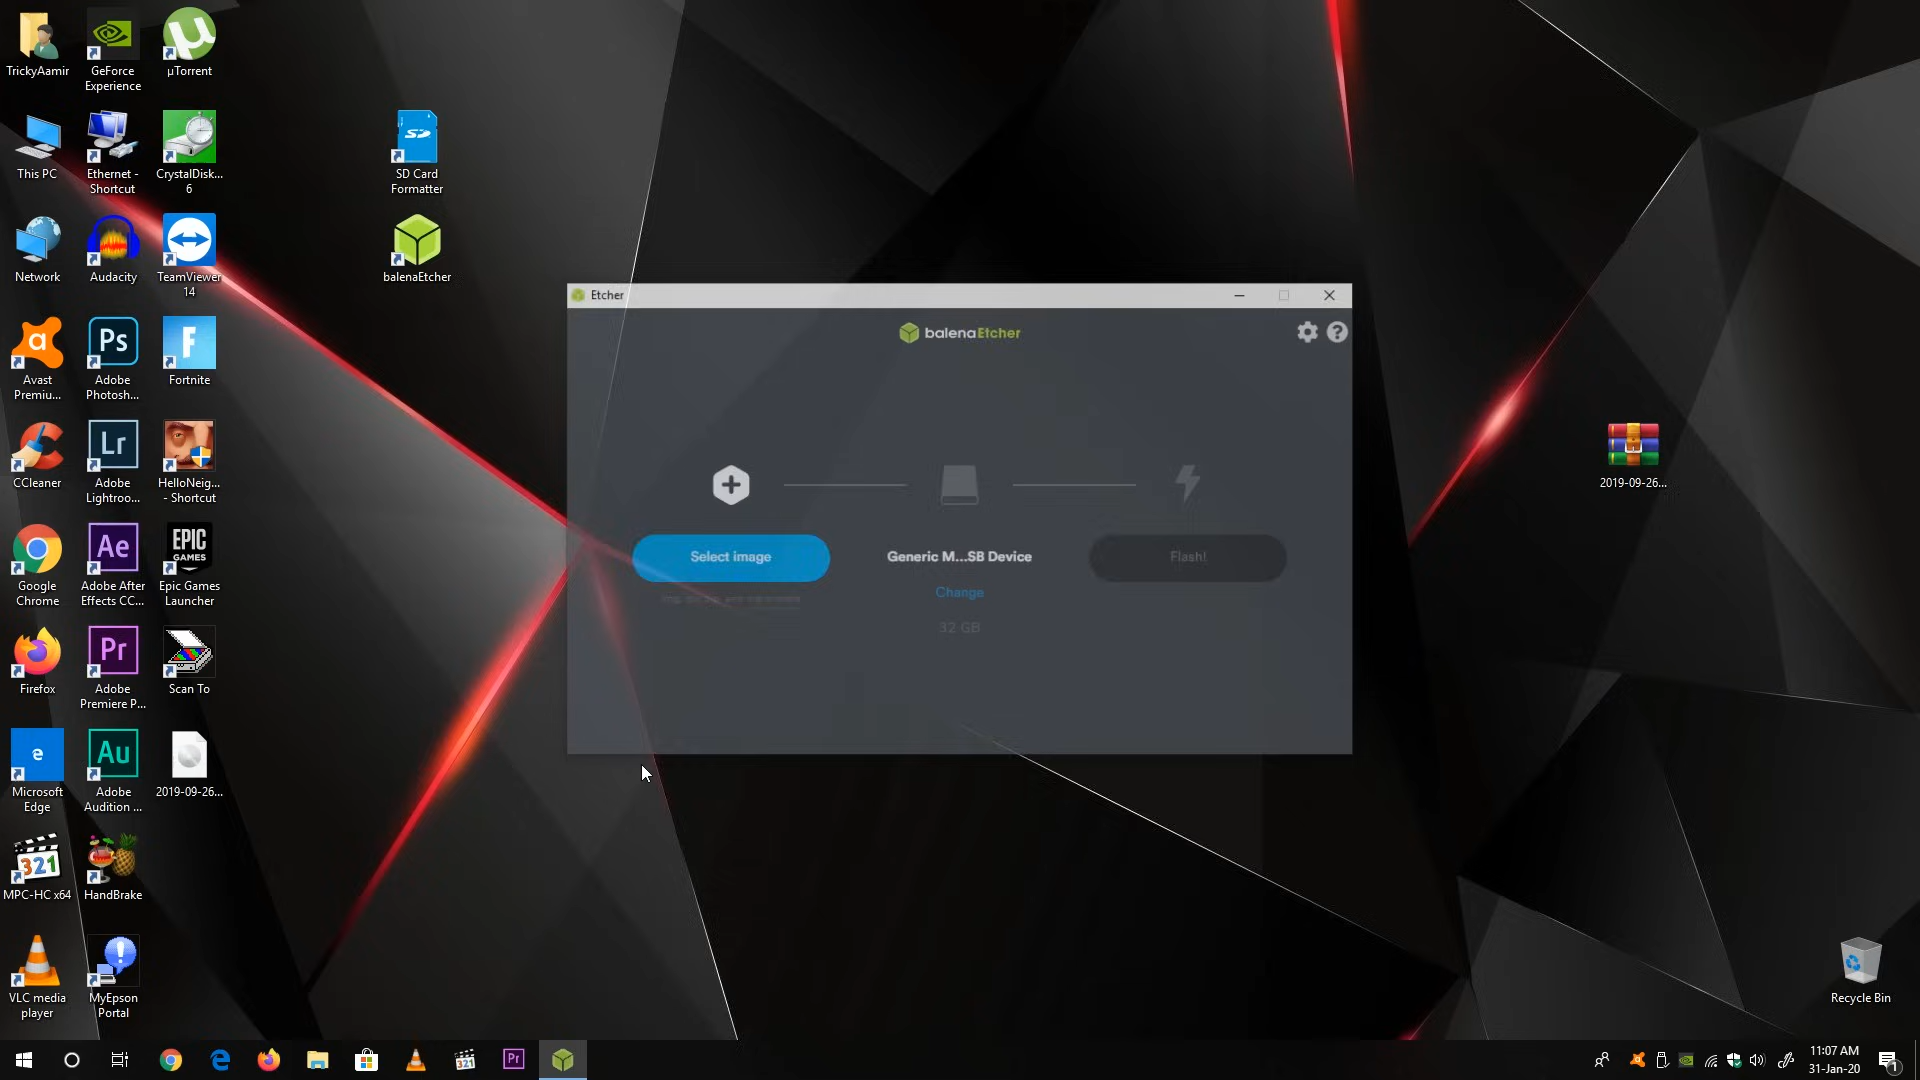 TrickyAamir
GeForce
Experience
µTorrent
This PC
Ethernet -
Shortcut
CrystalDisk...
6
SD Card
Formatter
Network
Audacity
TeamViewer
14
balenaEtcher
Etcher
balenaEtcher
Avast
Premiu...
Adobe
Photosh...
Fortnite
CCleaner
Adobe
Lightroo...
HelloNeig...
- Shortcut
2019-09-26...
Select image
Generic M...SB Device
Flash!
Change
32 GB
Google
Chrome
Adobe After
Effects CC...
EPIC
GAMES
Epic Games
Launcher
Firefox
Adobe
Premiere P...
Scan To
Microsoft
Edge
Adobe
Audition ...
2019-09-26...
MPC-HC x64
HandBrake
VLC media
player
MyEpson
Portal
Recycle Bin
11:07 AM
31-Jan-20